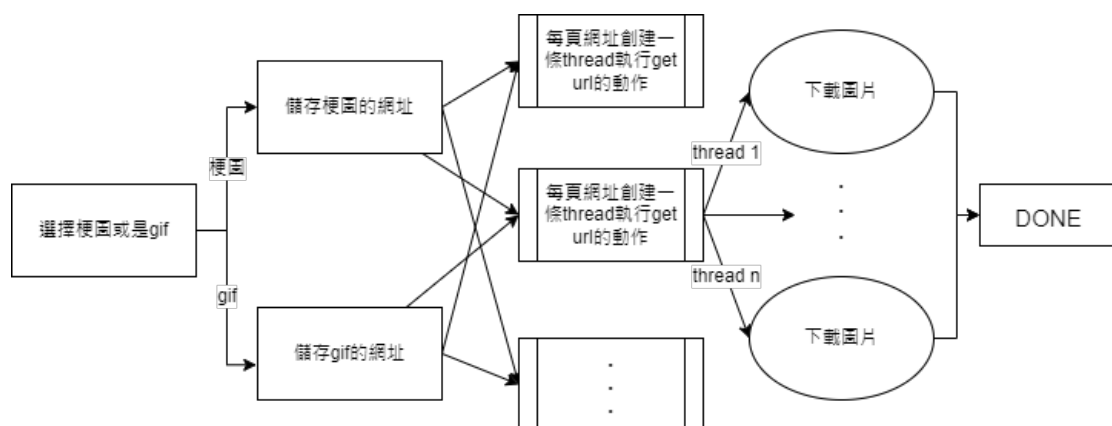 選擇梗圖或是gif
梗圖
gif
儲存梗圖的網址
儲存gif的網址
每頁網址創建一
條thread執行get
url的動作
每頁網址創建一
條thread執行get
url的動作
thread 1
thread n
下載圖片
下載圖片
DONE